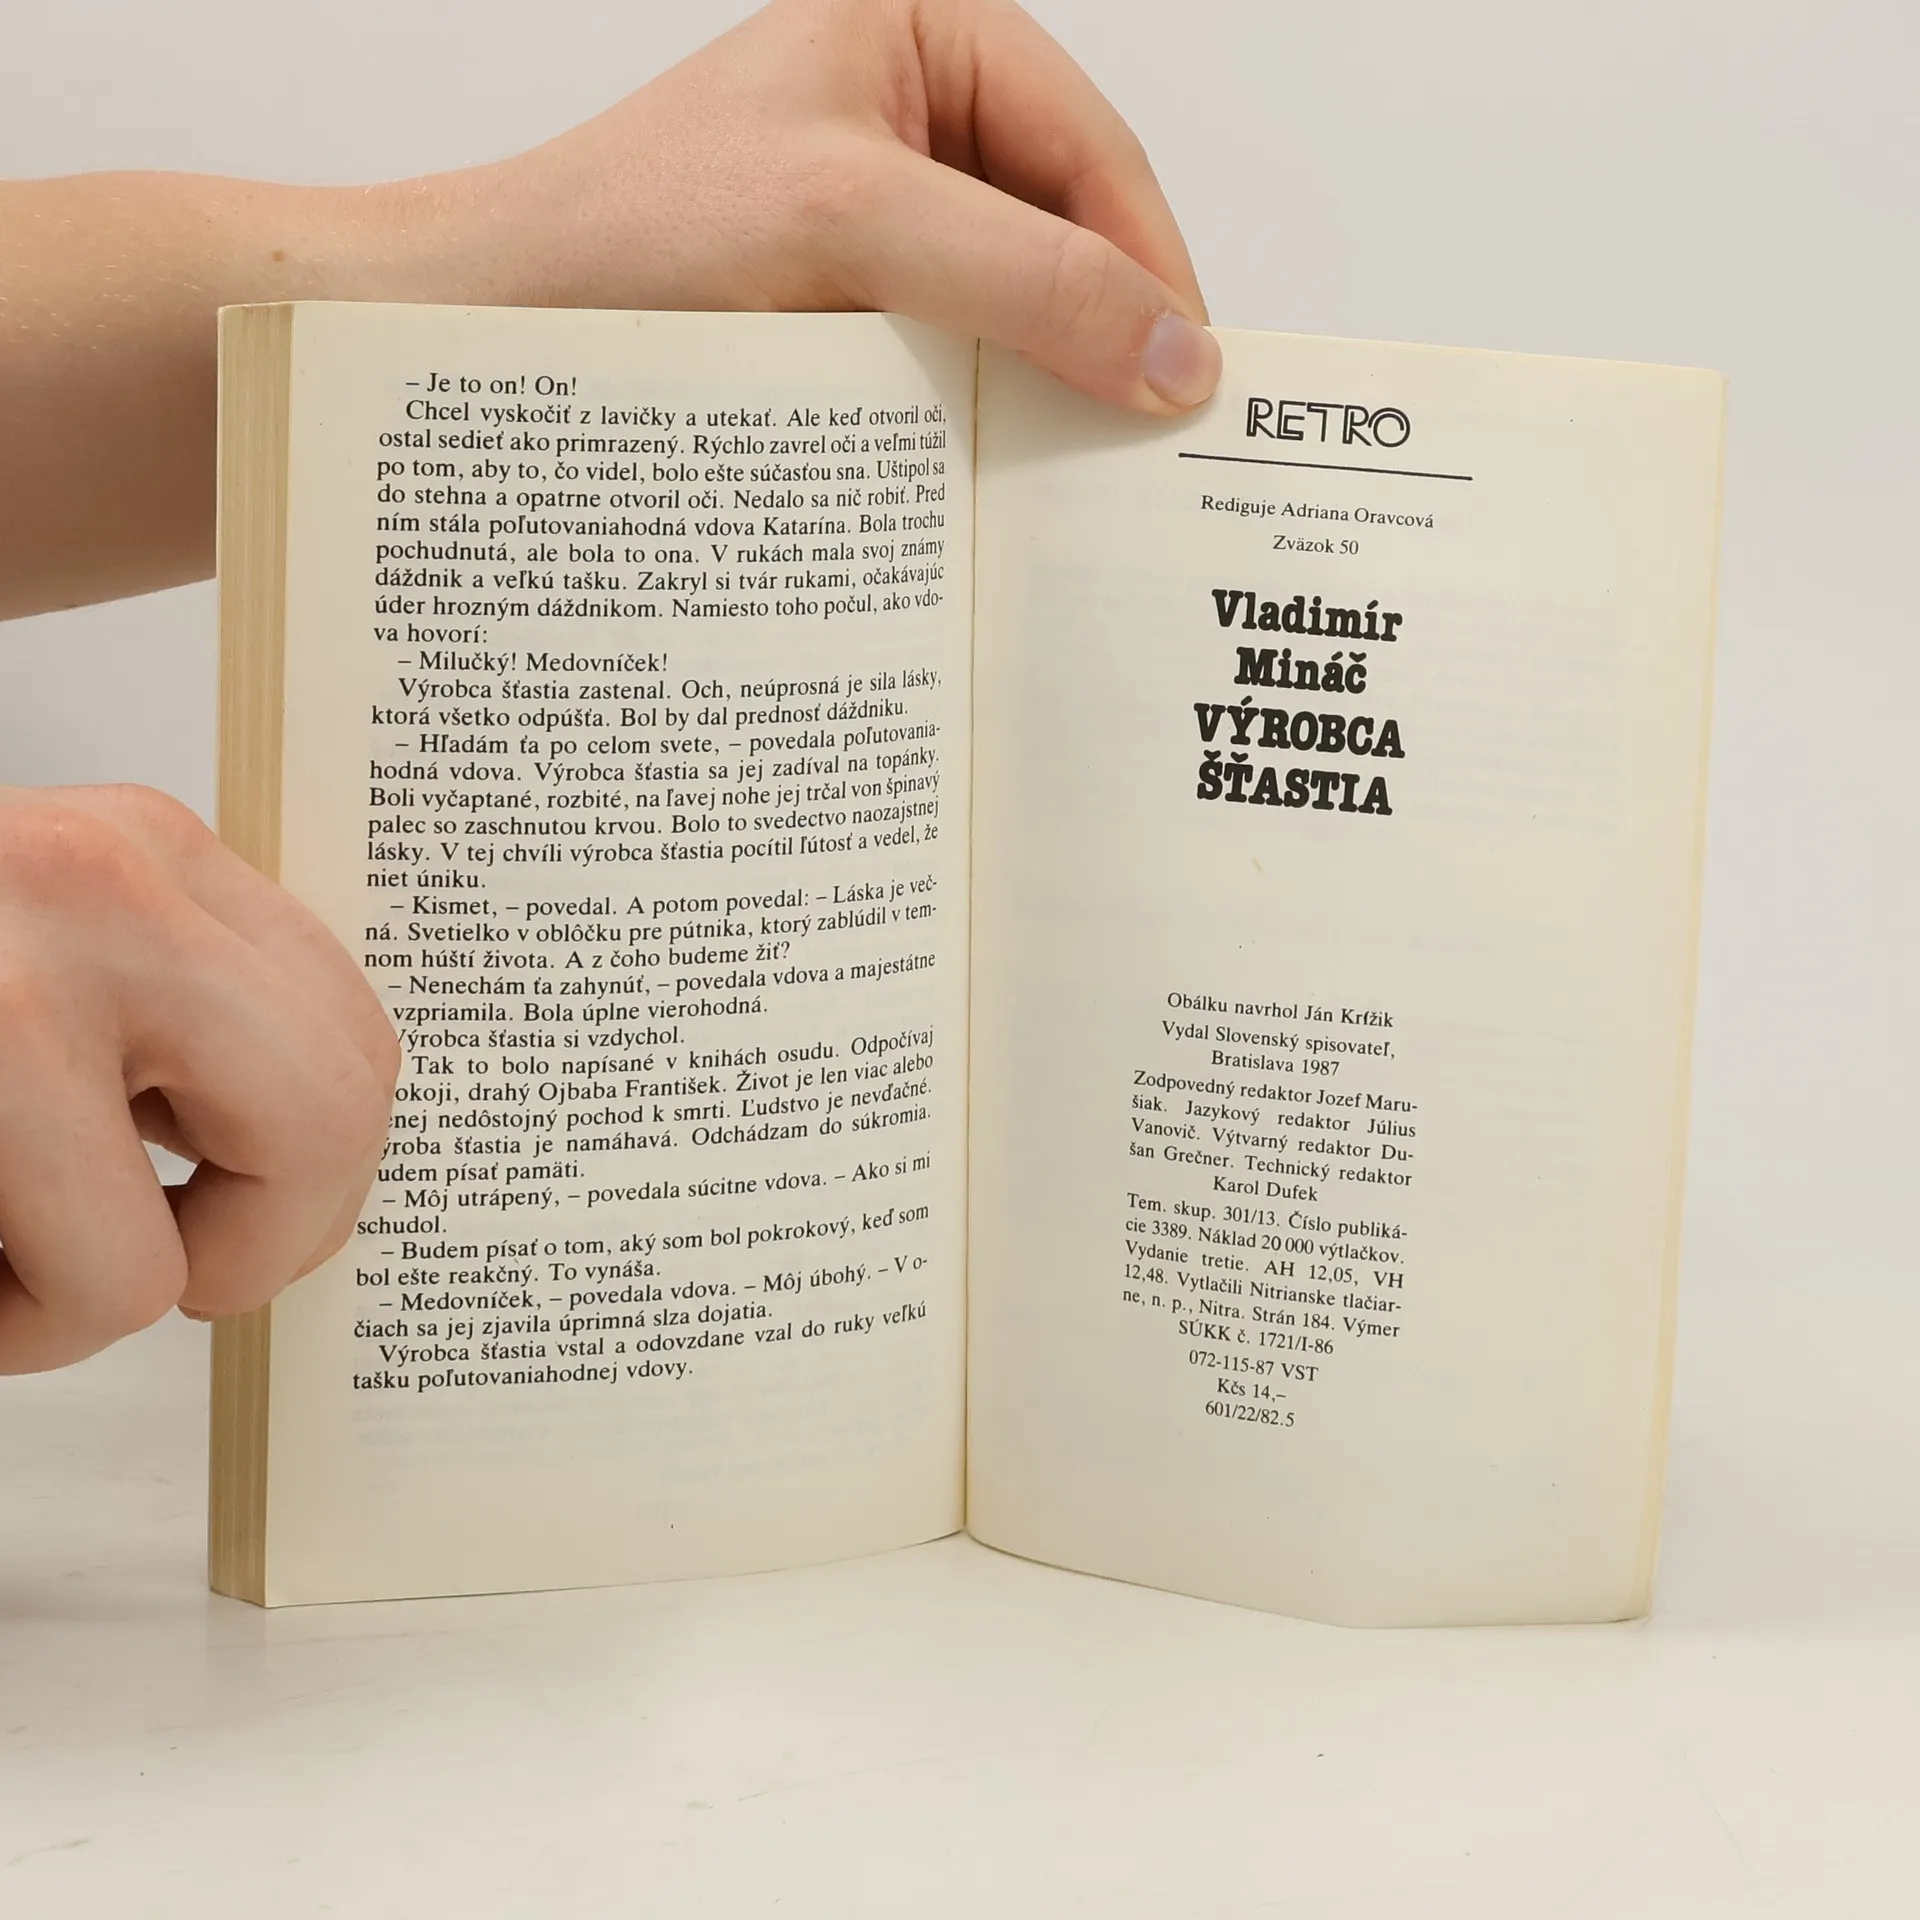 – Je to on! On!
Chcel vyskočiť z lavičky a utekať. Ale keď otvoril oči,
ostal sedieť ako primrazený. Rýchlo zavrel oči a veľmi túžil
po tom, aby to, čo videl, bolo ešte súčasťou sna. Uštipol sa
do stehna a opatrne otvoril oči. Nedalo sa nič robiť. Pred
ním stála poľutovaniahodná vdova Katarína. Bola trochu
pochudnutá, ale bola to ona. V rukách mala svoj známy
dáždnik a veľkú tašku. Zakryl si tvár rukami, očakávajúc
úder hrozným dáždnikom. Namiesto toho počul, ako vdo-
va hovorí:
– Milučký! Medovníček!
Výrobca šťastia zastenal. Och, neúprosná je sila lásky,
ktorá všetko odpúšťa. Bol by dal prednosť dáždniku.
– Hľadám ťa po celom svete, – povedala poľutovania-
hodná vdova. Výrobca šťastia sa jej zadíval na topánky.
Boli vyčaptané, rozbité, na ľavej nohe jej trčal von špinavý
palec so zaschnutou krvou. Bolo to svedectvo naozajstnej
lásky. V tej chvíli výrobca šťastia pocítil ľútosť a vedel, že
niet úniku.
– Kismet, – povedal. A potom povedal: – Láska je več-
ná. Svetielko v oblôčku pre pútnika, ktorý zablúdil v tem-
nom húští života. A z čoho budeme žiť?
– Nenechám ťa zahynúť, – povedala vdova a majestátne
vzpriamila. Bola úplne vierohodná.
Výrobca šťastia si vzdychol.
Tak to bolo napísané v knihách osudu. Odpočívaj
okoji, drahý Ojbaba František. Život je len viac alebo
enej nedôstojný pochod k smrti. Ľudstvo je nevďačné.
ýroba šťastia je namáhavá. Odchádzam do súkromia.
udem písať pamäti.
– Môj utrápený, – povedala súcitne vdova. – Ako si mi
schudol.
– Budem písať o tom, aký som bol pokrokový, keď som
bol ešte reakčný. To vynáša.
– Medovníček, – povedala vdova. – Môj úbohý. – V o-
čiach sa jej zjavila úprimná slza dojatia.
Výrobca šťastia vstal a odovzdane vzal do ruky veľkú
tašku poľutovaniahodnej vdovy.
RETRO
Rediguje Adriana Oravcová
Zväzok 50
Vladimír
Mináč
VÝROBCA
ŠŤASTIA
Obálku navrhol Ján Krížik
Vydal Slovenský spisovateľ,
Bratislava 1987
Zodpovedný redaktor Jozef Maru-
šiak. Jazykový redaktor Július
Vanovič. Výtvarný redaktor Du-
šan Grečner. Technický redaktor
Karol Dufek
Tem. skup. 301/13. Číslo publiká-
cie 3389. Náklad 20 000 výtlačkov.
Vydanie tretie. AH 12,05, VH
12,48. Vytlačili Nitrianske tlačiar-
ne, n. p., Nitra. Strán 184. Výmer
SÚKK č. 1721/I-86
072-115-87 VST
Kčs 14,–
601/22/82.5